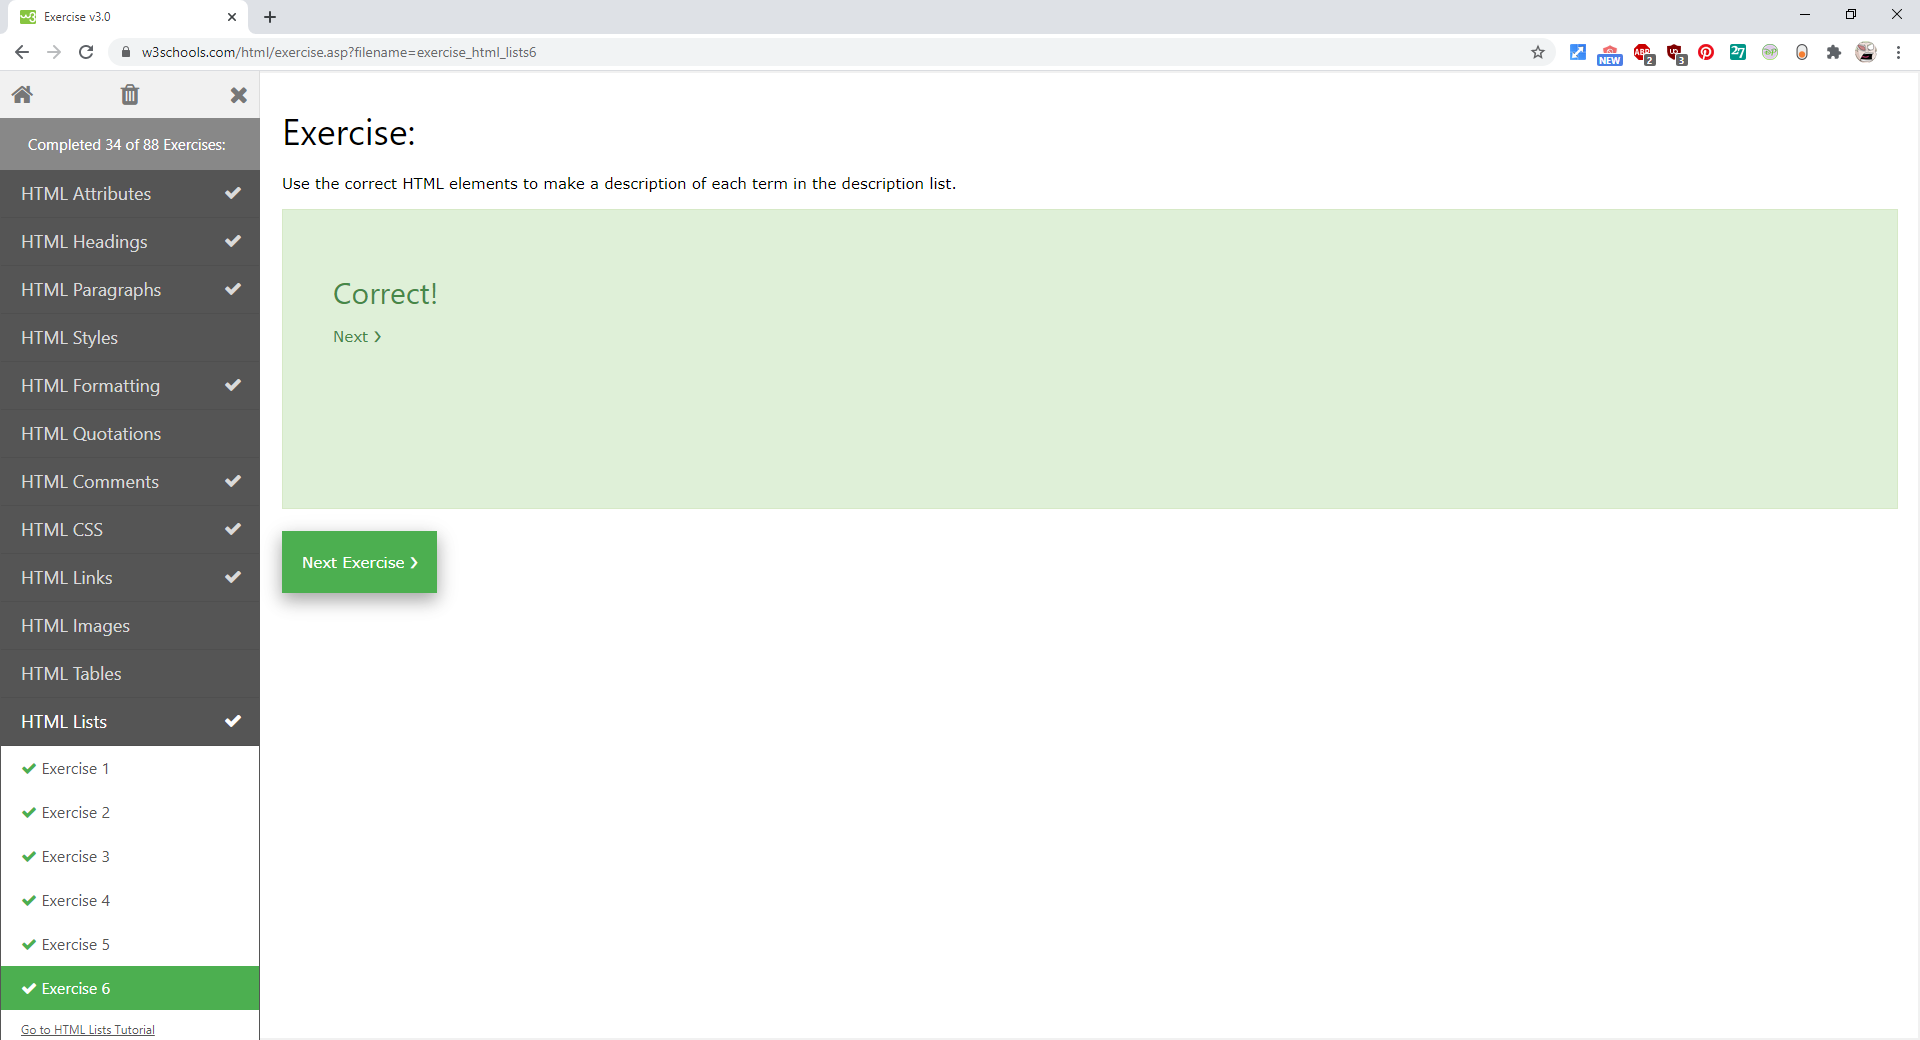 Exercise v3.0
w3schools.com/html/exercise.asp?filename=exercise_html_lists6
NEW
ABP
2
3
27
Completed 34 of 88 Exercises:
HTML Attributes
HTML Headings
HTML Paragraphs
HTML Styles
HTML Formatting
HTML Quotations
HTML Comments
HTML CSS
HTML Links
HTML Images
HTML Tables
HTML Lists
Exercise 1
Exercise 2
Exercise 3
Exercise 4
Exercise 5
Exercise 6
Go to HTML Lists Tutorial
Exercise:
Use the correct HTML elements to make a description of each term in the description list.
Correct!
Next ❯
Next Exercise ❯